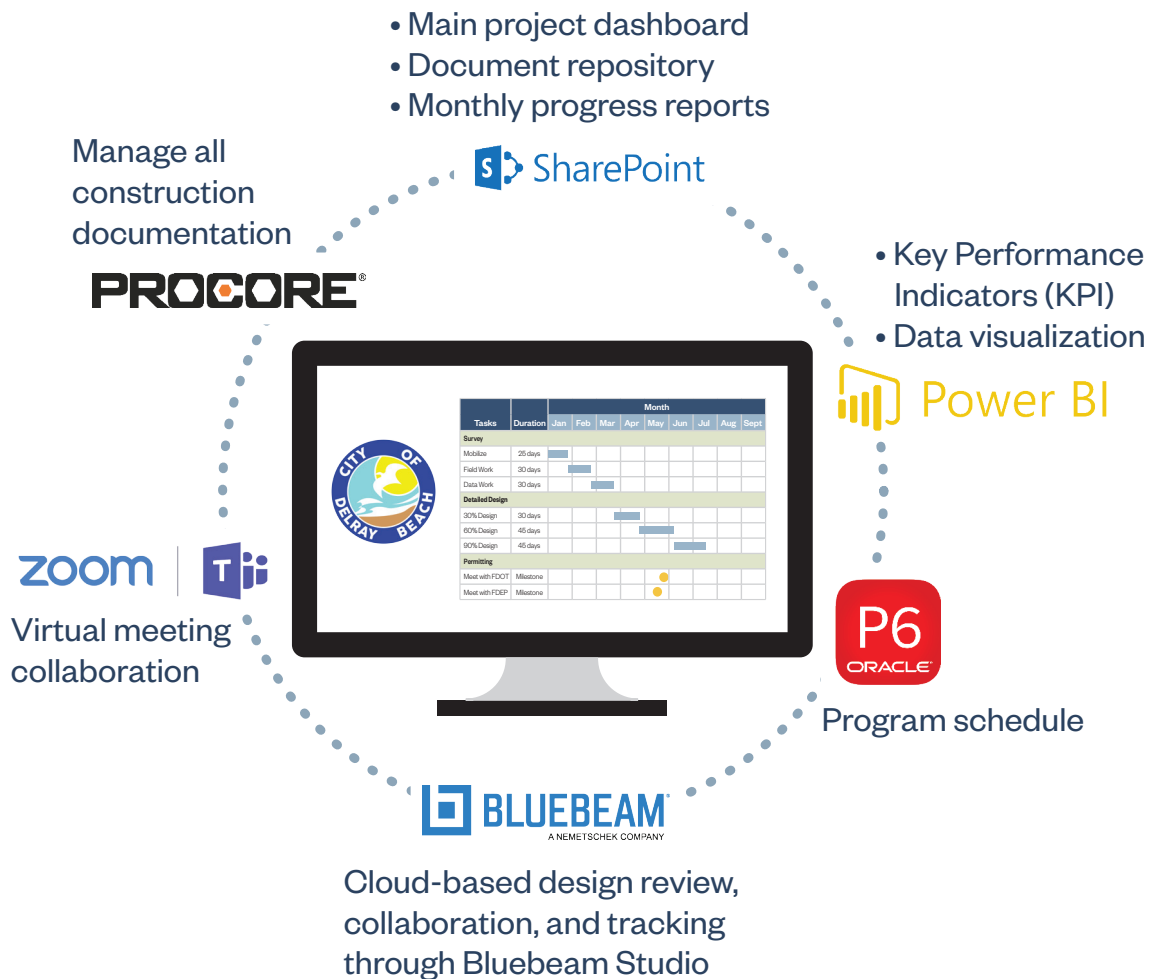 • Main project dashboard
• Document repository
• Monthly progress reports
S SharePoint
Manage all
construction
documentation
PROCORE®
• Key Performance
Indicators (KPI)
• Data visualization
Power BI
CITY OF
DELRAY BEACH
Month
Tasks Duration Jan Feb Mar Apr May Jun Jul Aug Sept
Survey
Mobilize 25 days
Field Work 30 days
Data Work 30 days
Detailed Design
30% Design 30 days
60% Design 45 days
90% Design 45 days
Permitting
Meet with FDOT Milestone
Meet with FDEP Milestone
zoom | T
Virtual meeting
collaboration
P6
ORACLE®
Program schedule
BLUEBEAM®
A NEMETSCHEK COMPANY
Cloud-based design review,
collaboration, and tracking
through Bluebeam Studio